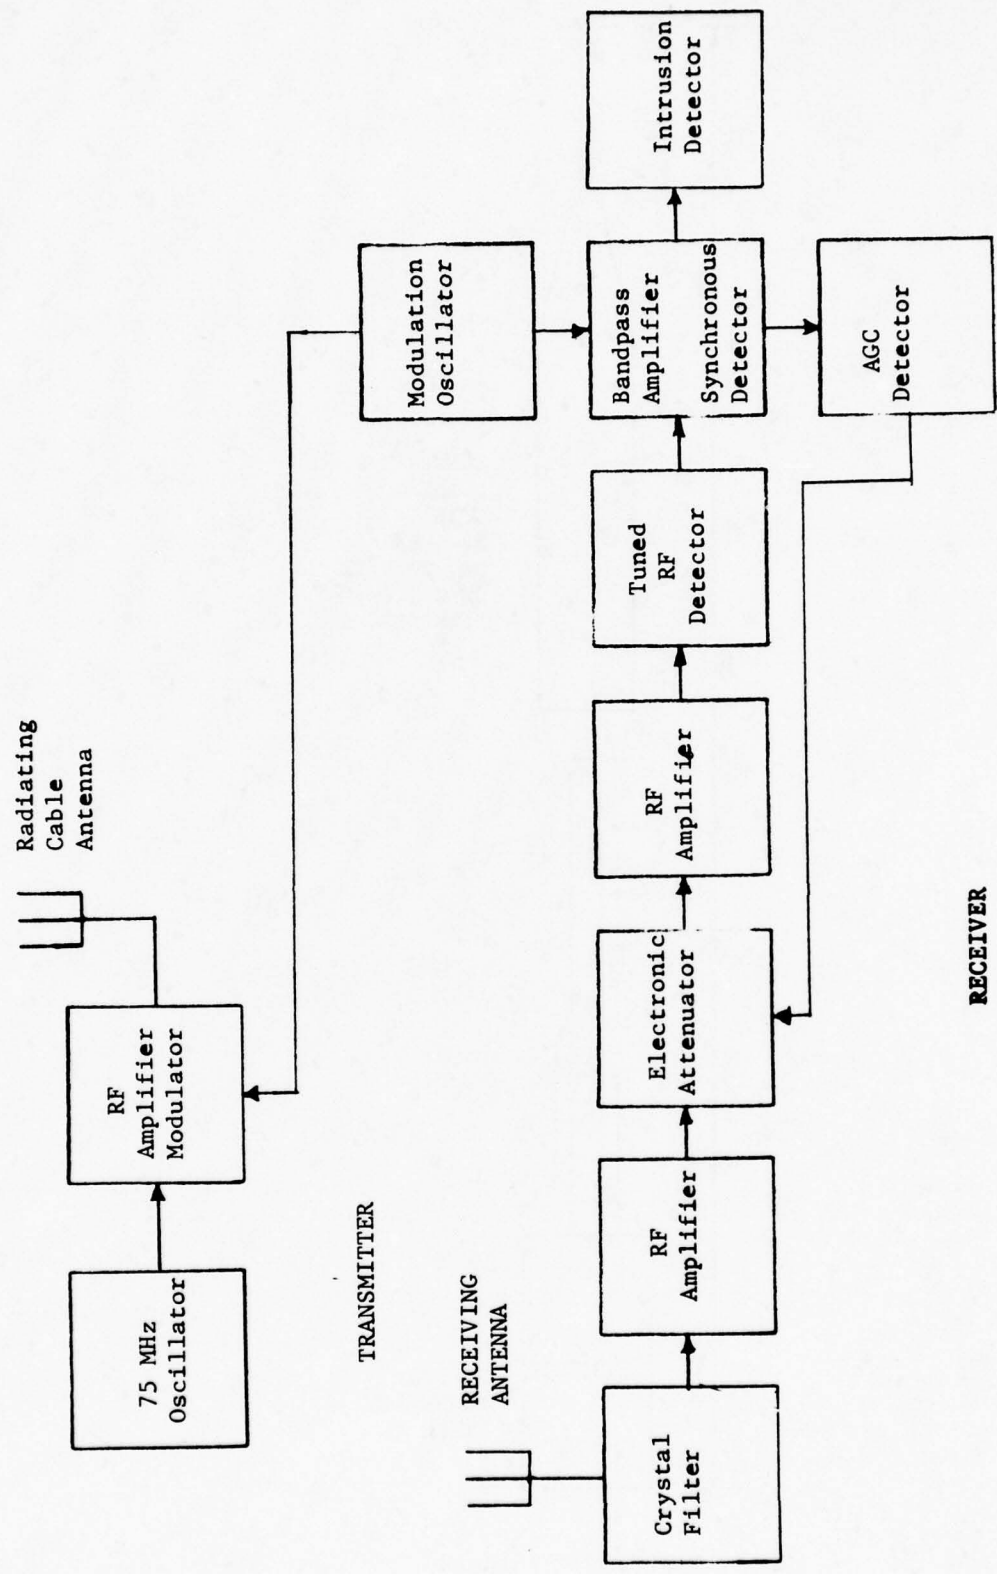 Radiating
Cable
Antenna
75 MHz
Oscillator
RF
Amplifier
Modulator
TRANSMITTER
Modulation
Oscillator
RECEIVING
ANTENNA
Crystal
Filter
RF
Amplifier
Electronic
Attenuator
RF
Amplifier
Tuned
RF
Detector
Bandpass
Amplifier
Synchronous
Detector
Intrusion
Detector
AGC
Detector
RECEIVER